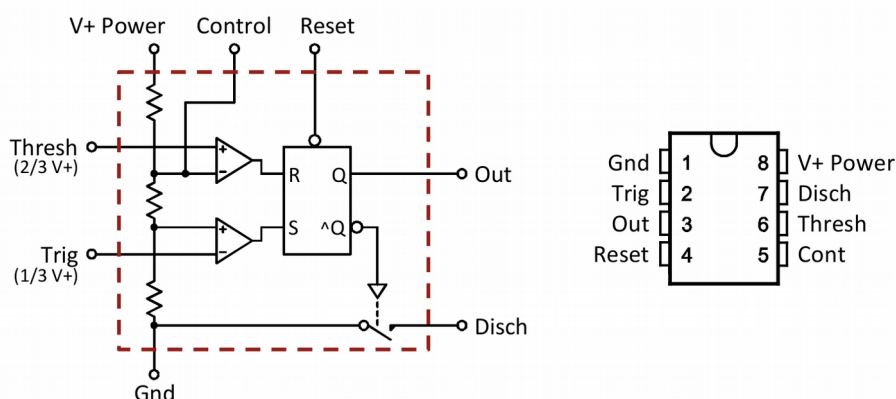 V+ Power
Control
Reset
Thresh
(2/3 V+)
+
-
R
Q
Out
Trig
(1/3 V+)
+
-
S
^Q
Disch
Gnd
Gnd 1 8 V+ Power
Trig 2 7 Disch
Out 3 6 Thresh
Reset 4 5 Cont